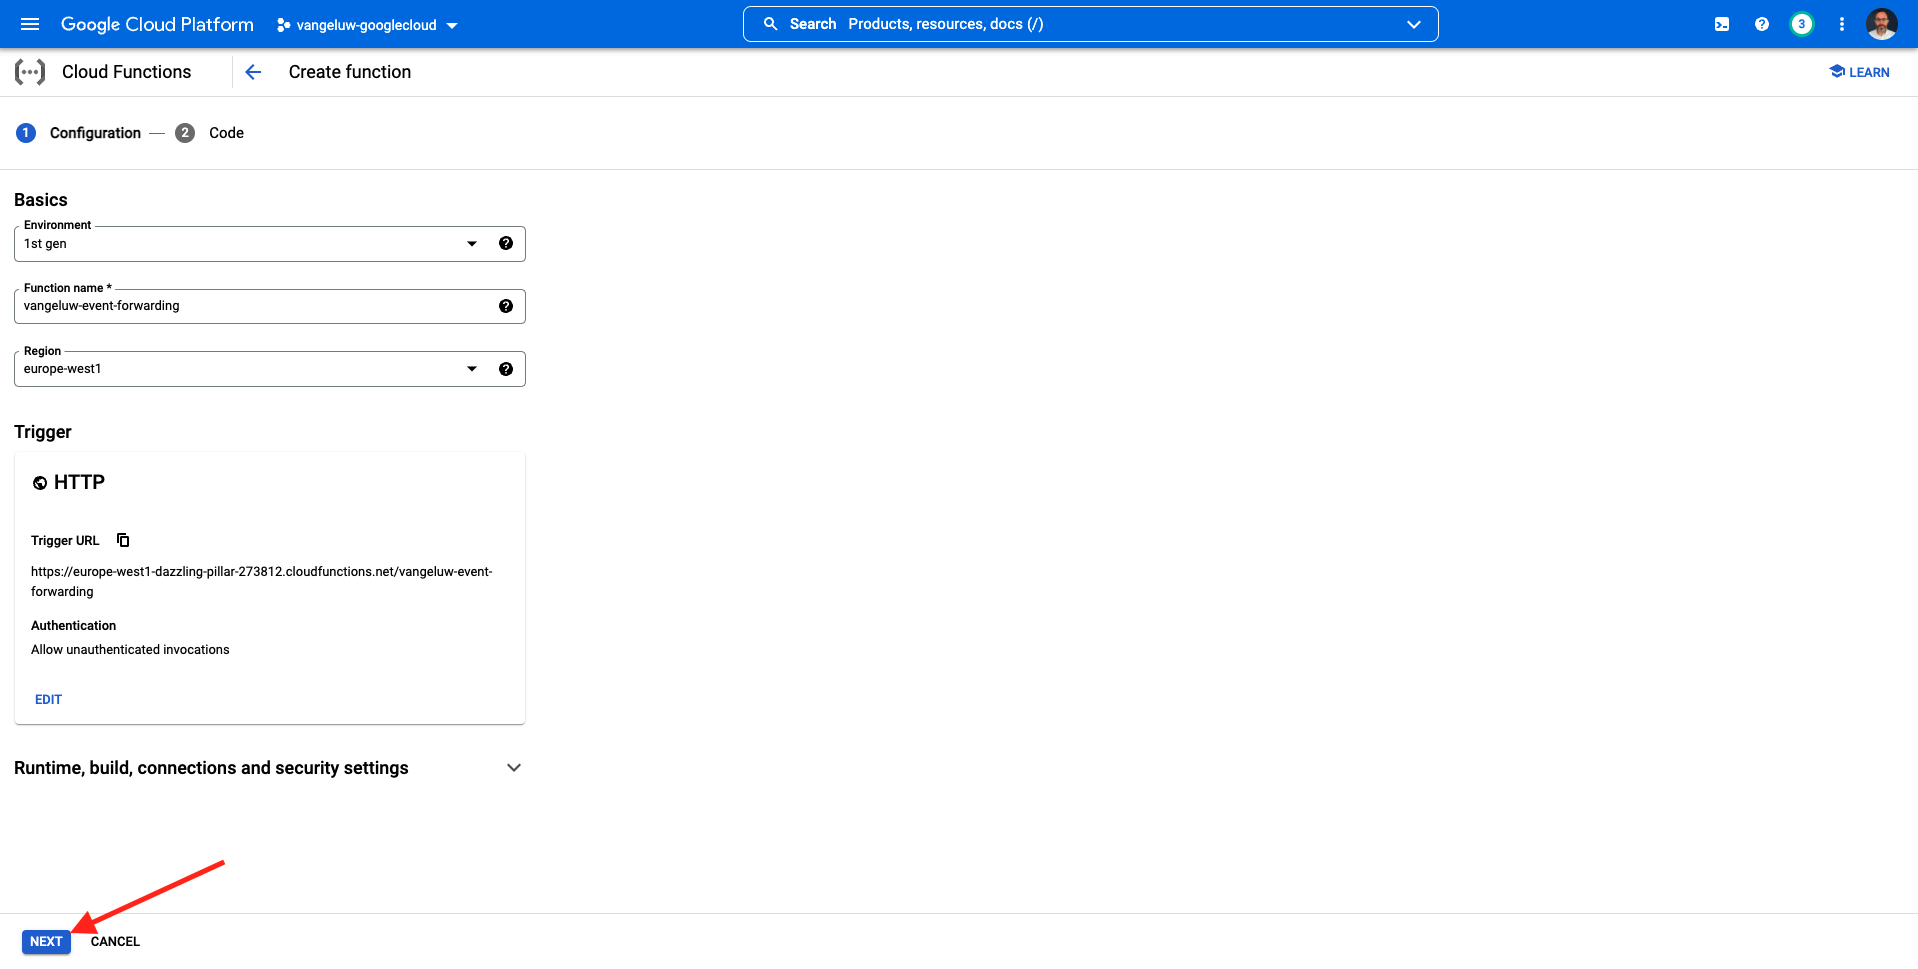 Google Cloud Platform
vangeluw-googlecloud
Search Products, resources, docs (/)
3
Cloud Functions
Create function
LEARN
1 Configuration — 2 Code
Basics
Environment
1st gen
Function name *
vangeluw-event-forwarding
Region
europe-west1
Trigger
HTTP
Trigger URL
https://europe-west1-dazzling-pillar-273812.cloudfunctions.net/vangeluw-event-
forwarding
Authentication
Allow unauthenticated invocations
EDIT
Runtime, build, connections and security settings
NEXT
CANCEL